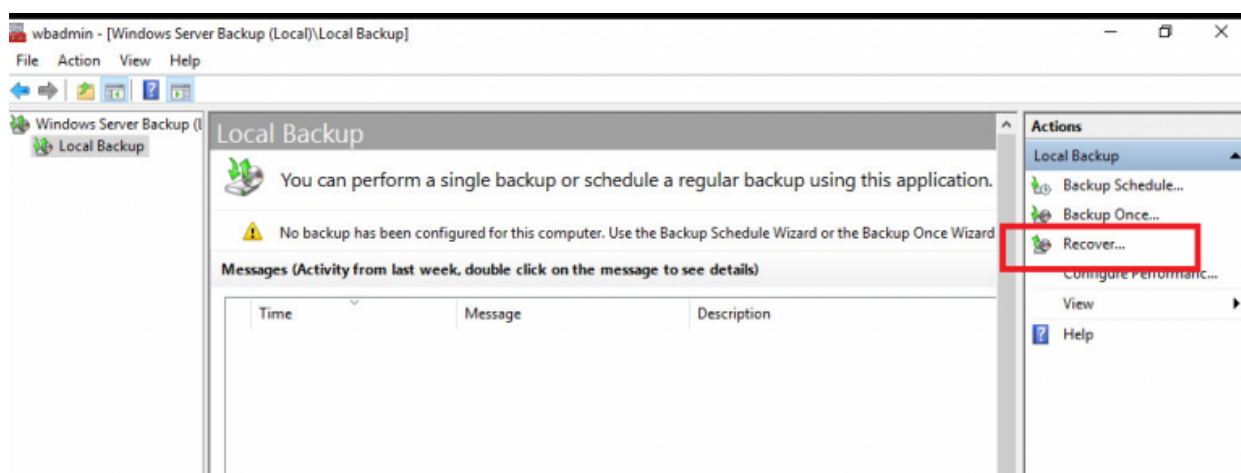 wbadmin - [Windows Server Backup (Local)\Local Backup]
File Action View Help
Windows Server Backup (L
Local Backup
Local Backup
You can perform a single backup or schedule a regular backup using this application.
No backup has been configured for this computer. Use the Backup Schedule Wizard or the Backup Once Wizard
Messages (Activity from last week, double click on the message to see details)
Time Message Description
Actions
Local Backup
Backup Schedule...
Backup Once...
Recover...
Configure Performanc...
View
Help